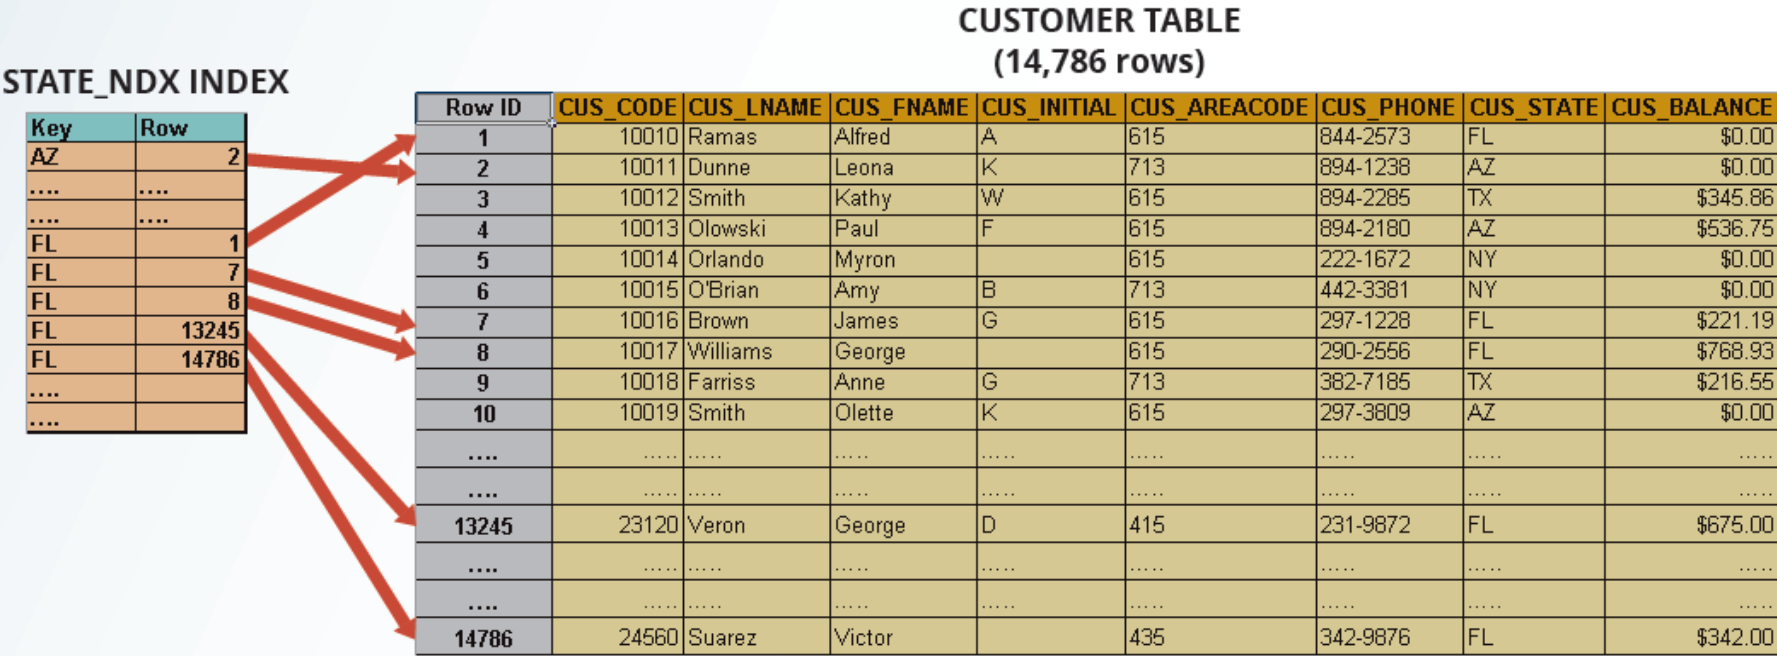 CUSTOMER TABLE
(14,786 rows)
STATE_NDX INDEX
Key Row
AZ 2
.... ....
.... ....
FL 1
FL 7
FL 8
FL 13245
FL 14786
....
....
Row ID CUS_CODE CUS_LNAME CUS_FNAME CUS_INITIAL CUS_AREACODE CUS_PHONE CUS_STATE CUS_BALANCE
1 10010 Ramas Alfred A 615 844-2573 FL $0.00
2 10011 Dunne Leona K 713 894-1238 AZ $0.00
3 10012 Smith Kathy W 615 894-2285 TX $345.86
4 10013 Olowski Paul F 615 894-2180 AZ $536.75
5 10014 Orlando Myron 615 222-1672 NY $0.00
6 10015 O'Brian Amy B 713 442-3381 NY $0.00
7 10016 Brown James G 615 297-1228 FL $221.19
8 10017 Williams George 615 290-2556 FL $768.93
9 10018 Farriss Anne G 713 382-7185 TX $216.55
10 10019 Smith Olette K 615 297-3809 AZ $0.00
.... ..... ..... ..... ..... ..... ..... ..... .....
.... ..... ..... ..... ..... ..... ..... ..... .....
13245 23120 Veron George D 415 231-9872 FL $675.00
.... ..... ..... ..... ..... ..... ..... ..... .....
.... ..... ..... ..... ..... ..... ..... ..... .....
14786 24560 Suarez Victor 435 342-9876 FL $342.00